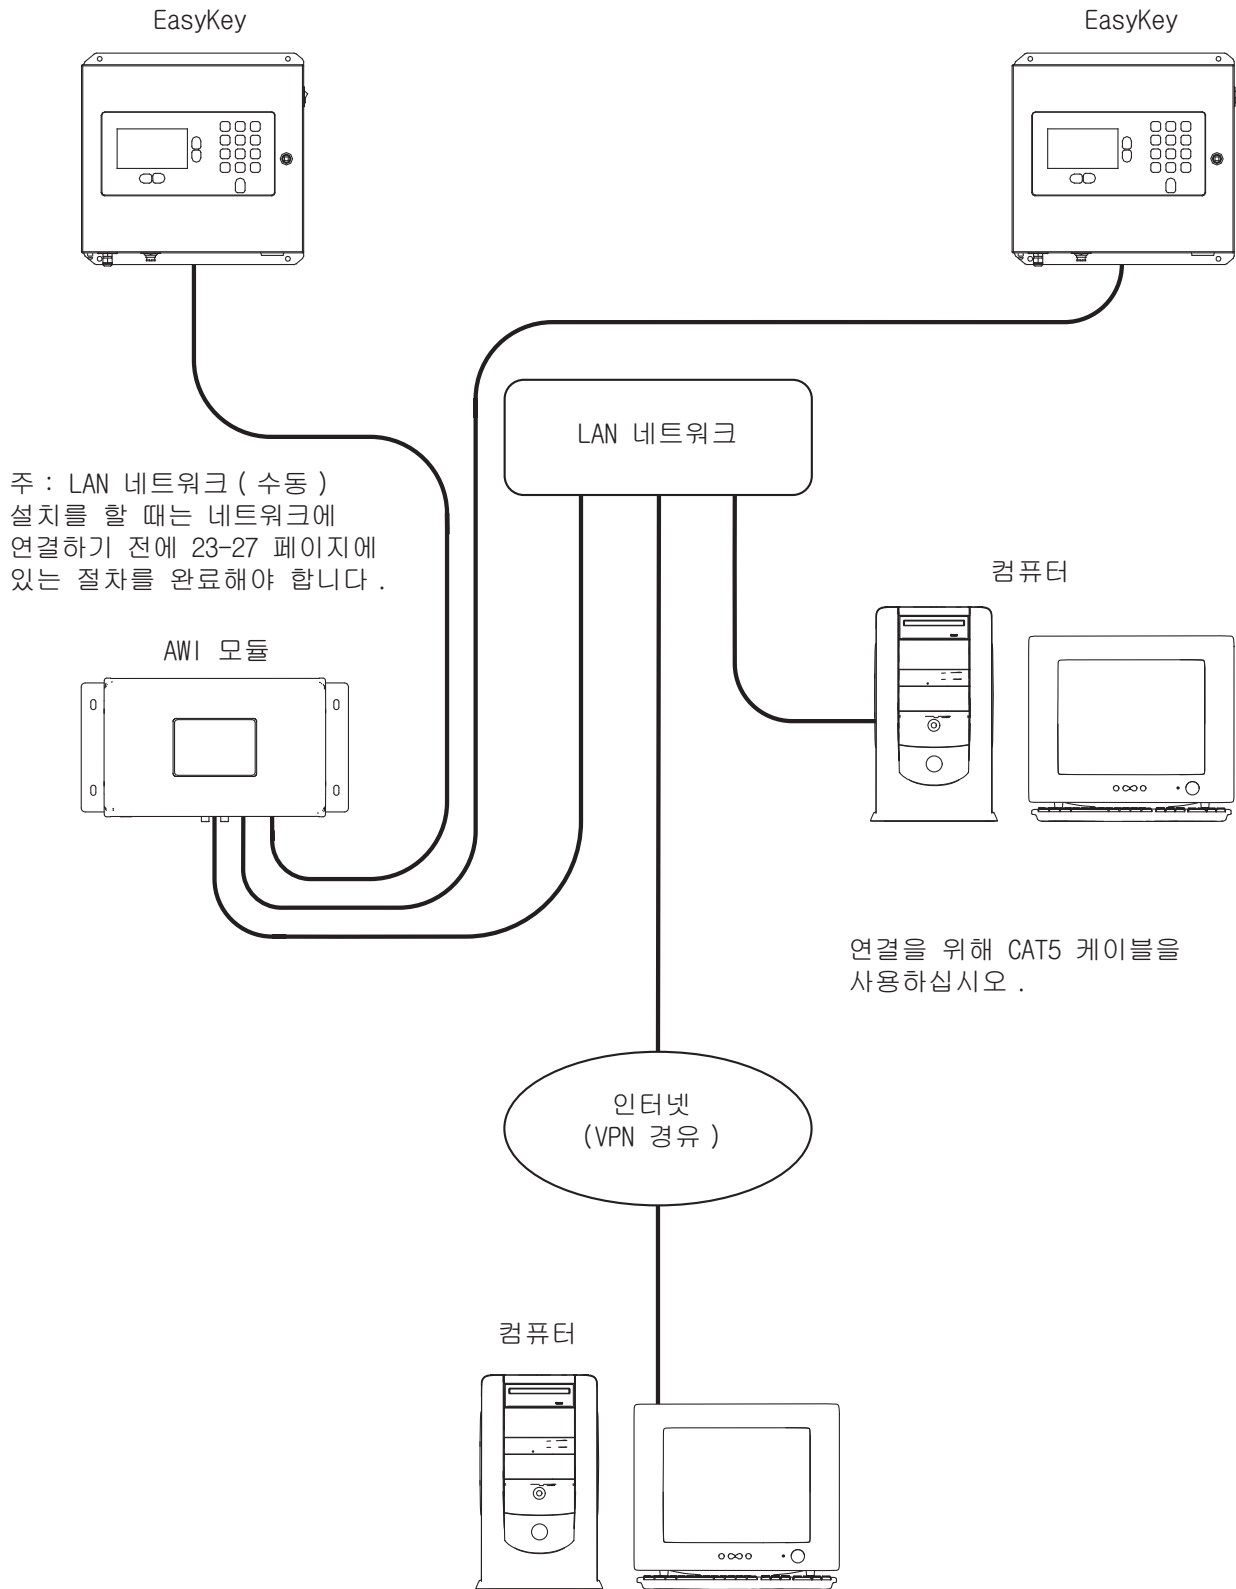 EasyKey
EasyKey
LAN 네트워크
주 : LAN 네트워크 ( 수동 )
설치를 할 때는 네트워크에
연결하기 전에 23-27 페이지에
있는 절차를 완료해야 합니다 .
컴퓨터
AWI 모듈
연결을 위해 CAT5 케이블을
사용하십시오 .
인터넷
(VPN 경유 )
컴퓨터